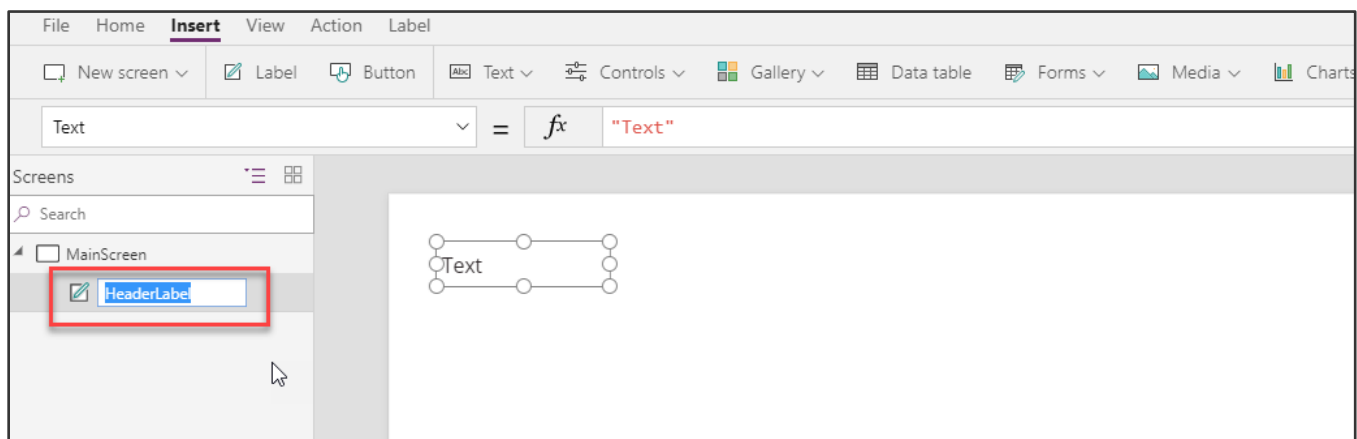 File Home Insert View Action Label
New screen Label Button Abc Text Controls Gallery Data table Forms Media Charts
Text = fx "Text"
Screens
Search
MainScreen
HeaderLabel
Text